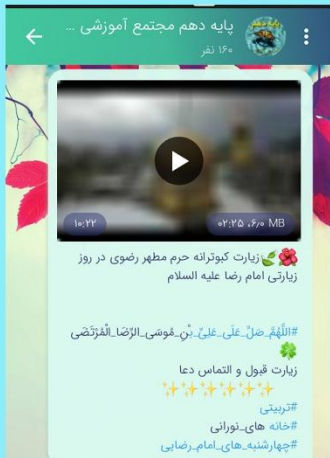 پایه دهم مجتمع آموزشی ...
۱۶۰ نفر
۱۰:۲۲
۰۲:۲۵ ،۶/۰ MB
زیارت کبوترانه حرم مطهر رضوی در روز
زیارتی امام رضا علیه السلام
#اللَّهُمَّ_صَلِّ_عَلَى_عَلِيِّ_بْنِ_مُوسَى_الرِّضَا_الْمُرْتَضَى
زیارت قبول و التماس دعا
#تربیتی
#خانه های_نورانی
#چهارشنبه_های_امام_رضایی